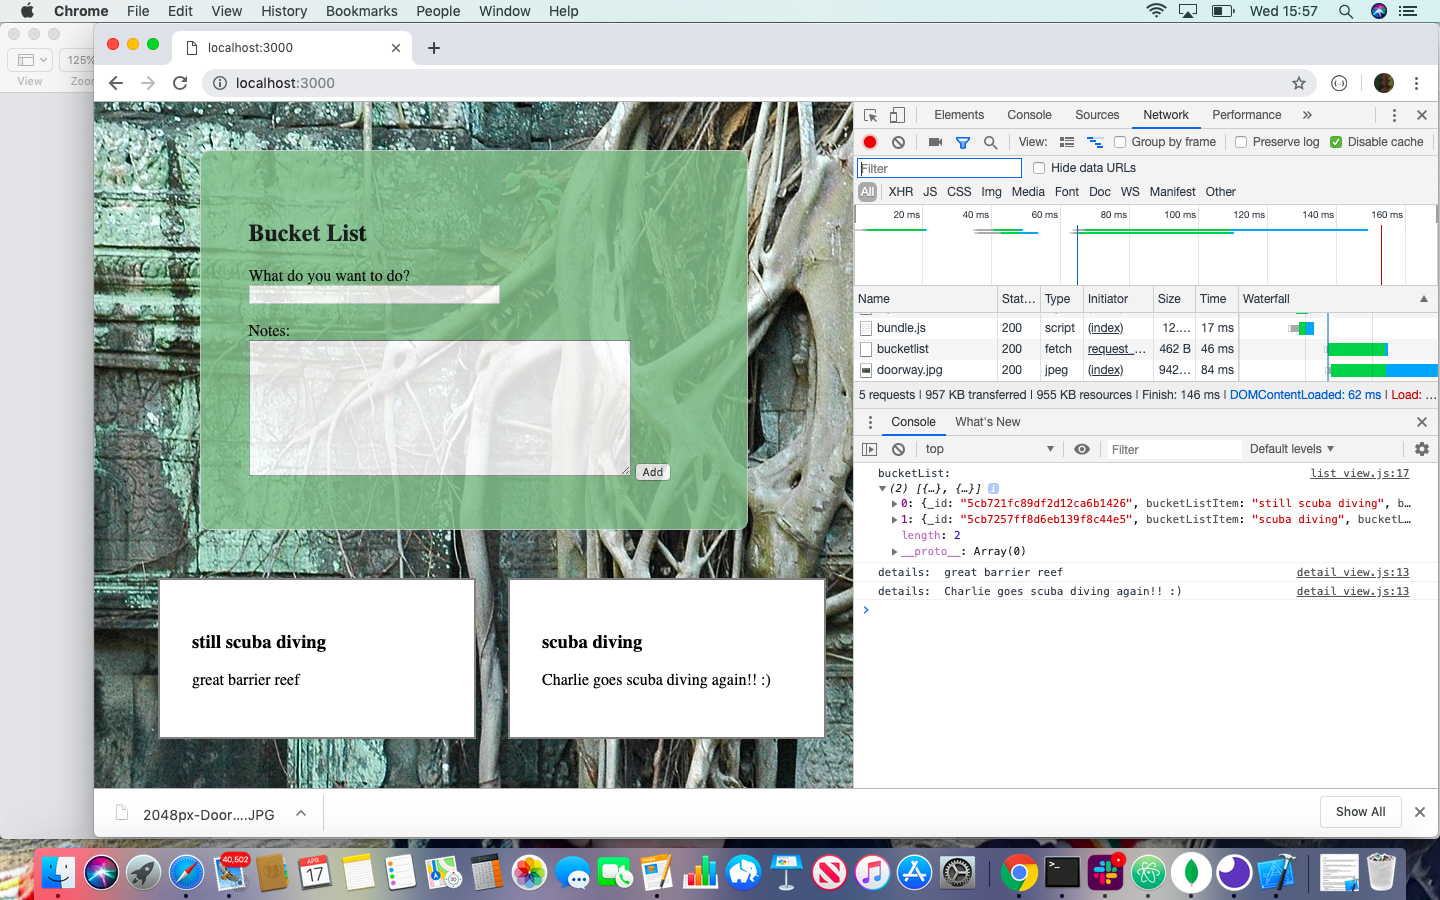 Chrome File Edit View History Bookmarks People Window Help Wed 15:57
localhost:3000
125%
View Zoo
localhost:3000
Elements Console Sources Network Performance »
View: Group by frame Preserve log Disable cache
Filter Hide data URLs
All XHR JS CSS Img Media Font Doc WS Manifest Other
20 ms 40 ms 60 ms 80 ms 100 ms 120 ms 140 ms 160 ms
Name Stat... Type Initiator Size Time Waterfall
bundle.js 200 script (index) 12.... 17 ms
bucketlist 200 fetch request_... 462 B 46 ms
doorway.jpg 200 jpeg (index) 942... 84 ms
5 requests | 957 KB transferred | 955 KB resources | Finish: 146 ms | DOMContentLoaded: 62 ms | Load: ...
Console What's New
top Filter Default levels
bucketList: list_view.js:17
(2) [{…}, {…}] i
0: {_id: "5cb721fc89df2d12ca6b1426", bucketListItem: "still scuba diving", b…
1: {_id: "5cb7257ff8d6eb139f8c44e5", bucketListItem: "scuba diving", bucketL…
length: 2
__proto__: Array(0)
details: great barrier reef detail_view.js:13
details: Charlie goes scuba diving again!! :) detail_view.js:13
Bucket List
What do you want to do?
Notes:
Add
still scuba diving
great barrier reef
scuba diving
Charlie goes scuba diving again!! :)
2048px-Door....JPG
Show All
40,502
APR
17